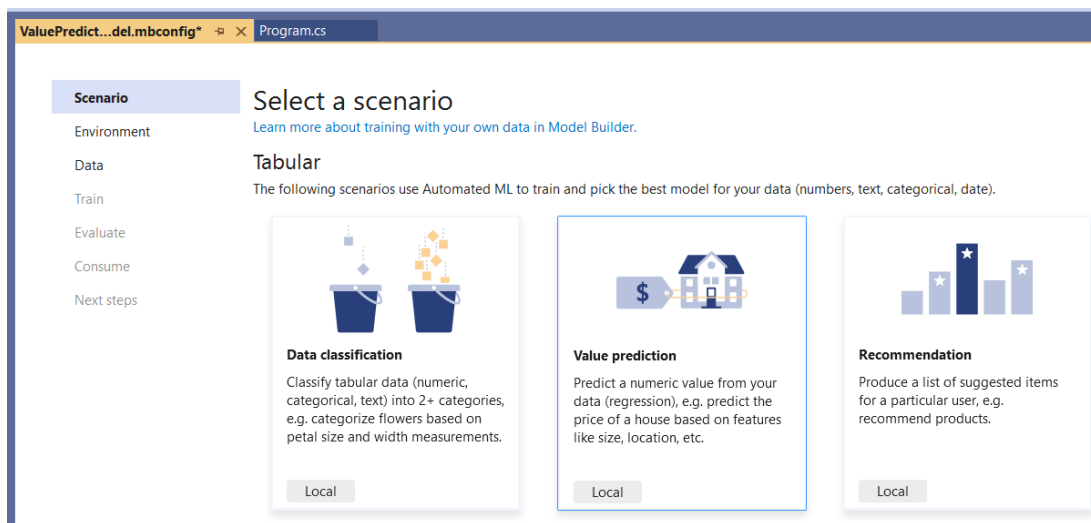 ValuePredict...del.mbconfig*
Program.cs
Scenario
Environment
Data
Train
Evaluate
Consume
Next steps
Select a scenario
Learn more about training with your own data in Model Builder.
Tabular
The following scenarios use Automated ML to train and pick the best model for your data (numbers, text, categorical, date).
Data classification
Classify tabular data (numeric,
categorical, text) into 2+ categories,
e.g. categorize flowers based on
petal size and width measurements.
Local
$
Value prediction
Predict a numeric value from your
data (regression), e.g. predict the
price of a house based on features
like size, location, etc.
Local
Recommendation
Produce a list of suggested items
for a particular user, e.g.
recommend products.
Local